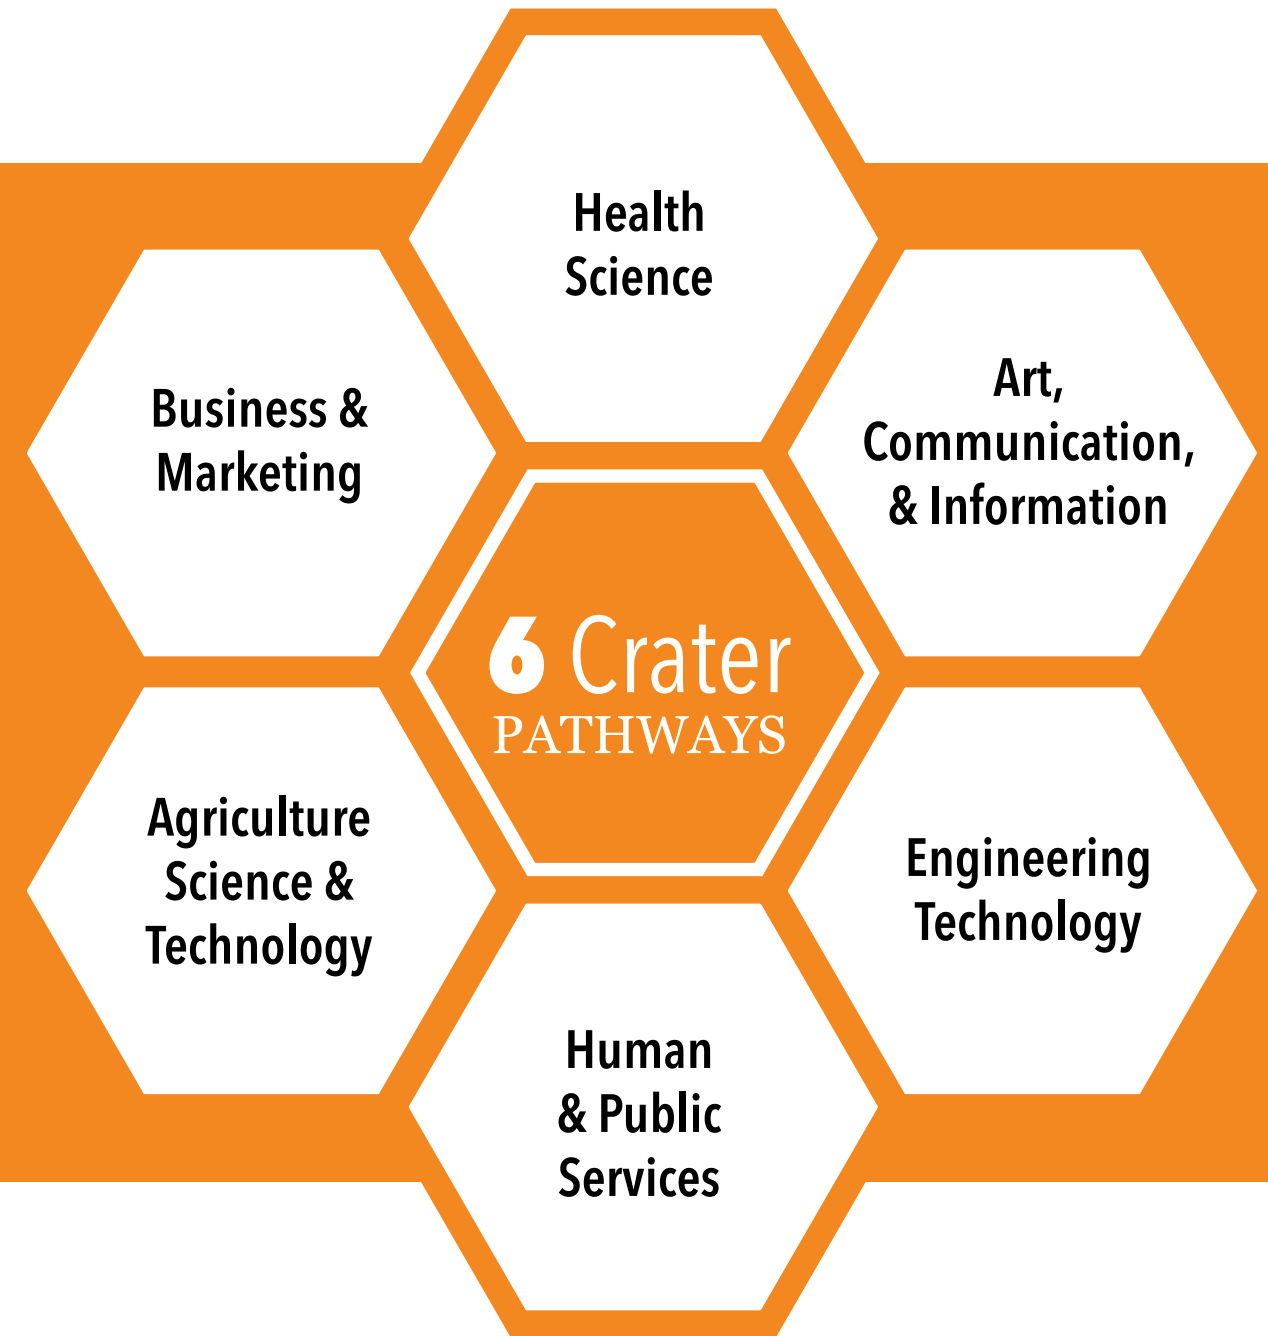 Health
Science
Art,
Communication,
& Information
Business &
Marketing
6 Crater
PATHWAYS
Agriculture
Science &
Technology
Engineering
Technology
Human
& Public
Services